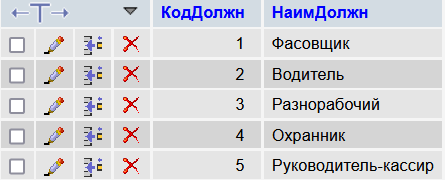 КодДолжн НаимДолжн
1 Фасовщик
2 Водитель
3 Разнорабочий
4 Охранник
5 Руководитель-кассир